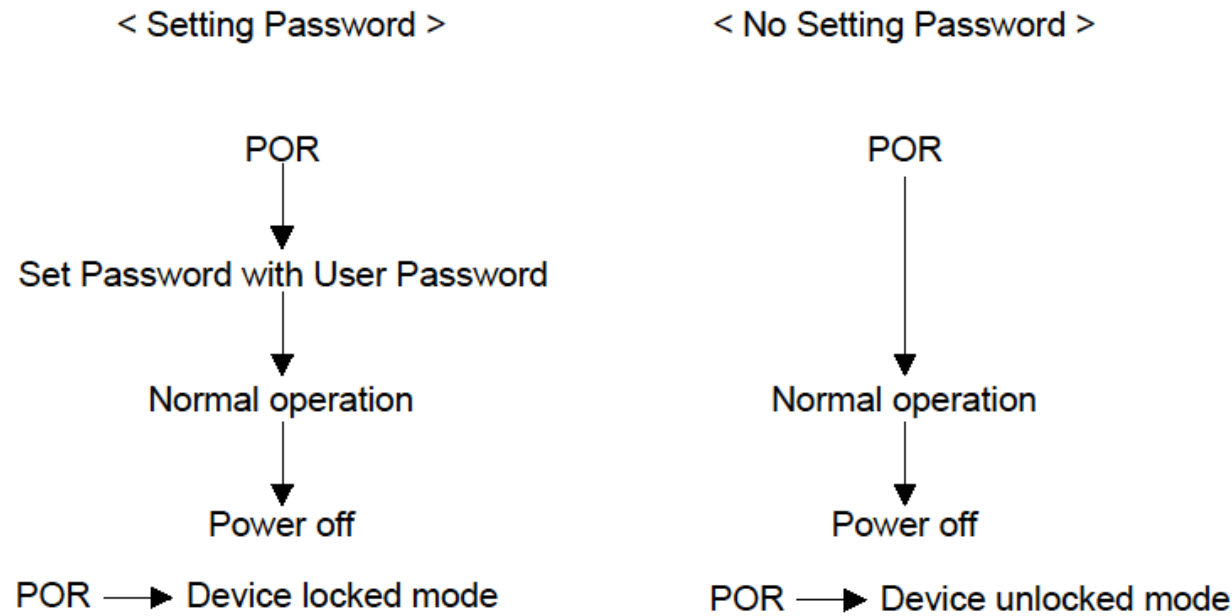 < Setting Password >
POR
Set Password with User Password
Normal operation
Power off
POR Device locked mode
< No Setting Password >
POR
Normal operation
Power off
POR Device unlocked mode